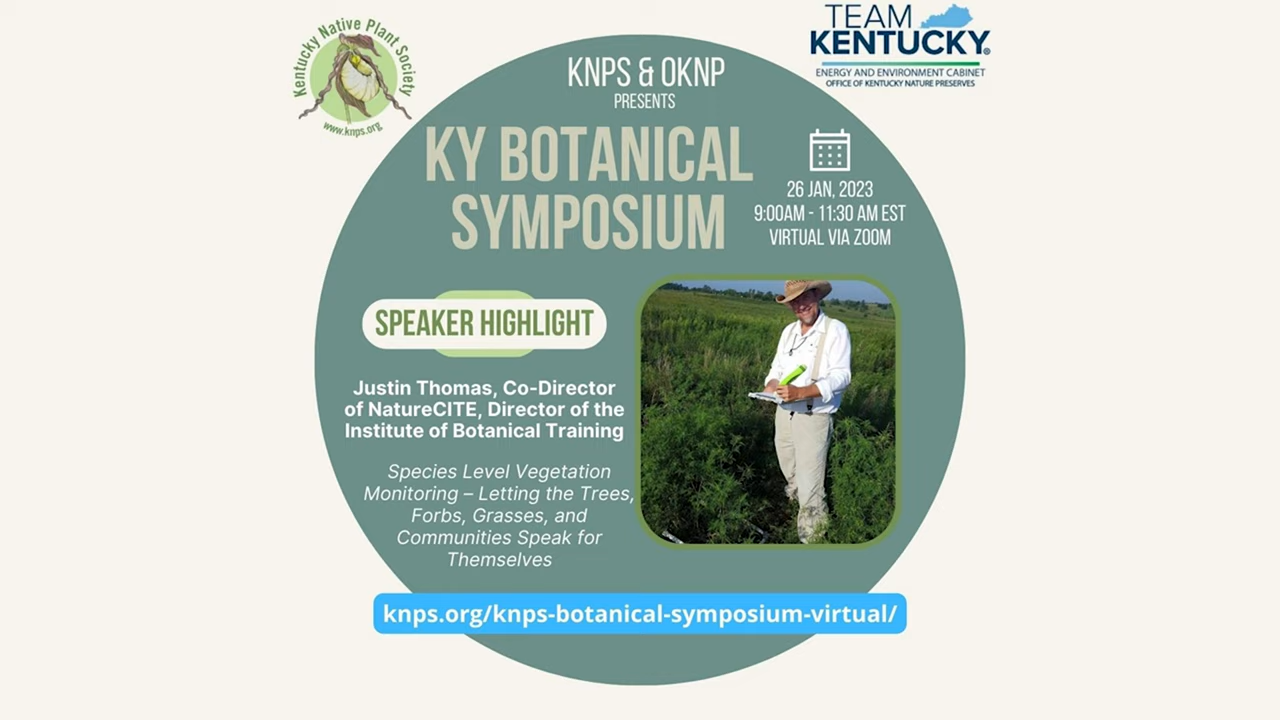 Kentucky Native Plant Society
www.knps.org
TEAM
KENTUCKY®
ENERGY AND ENVIRONMENT CABINET
OFFICE OF KENTUCKY NATURE PRESERVES
KNPS & OKNP
PRESENTS
KY BOTANICAL
SYMPOSIUM
26 JAN, 2023
9:00AM - 11:30 AM EST
VIRTUAL VIA ZOOM
SPEAKER HIGHLIGHT
Justin Thomas, Co-Director
of NatureCITE, Director of the
Institute of Botanical Training
Species Level Vegetation
Monitoring – Letting the Trees,
Forbs, Grasses, and
Communities Speak for
Themselves
knps.org/knps-botanical-symposium-virtual/